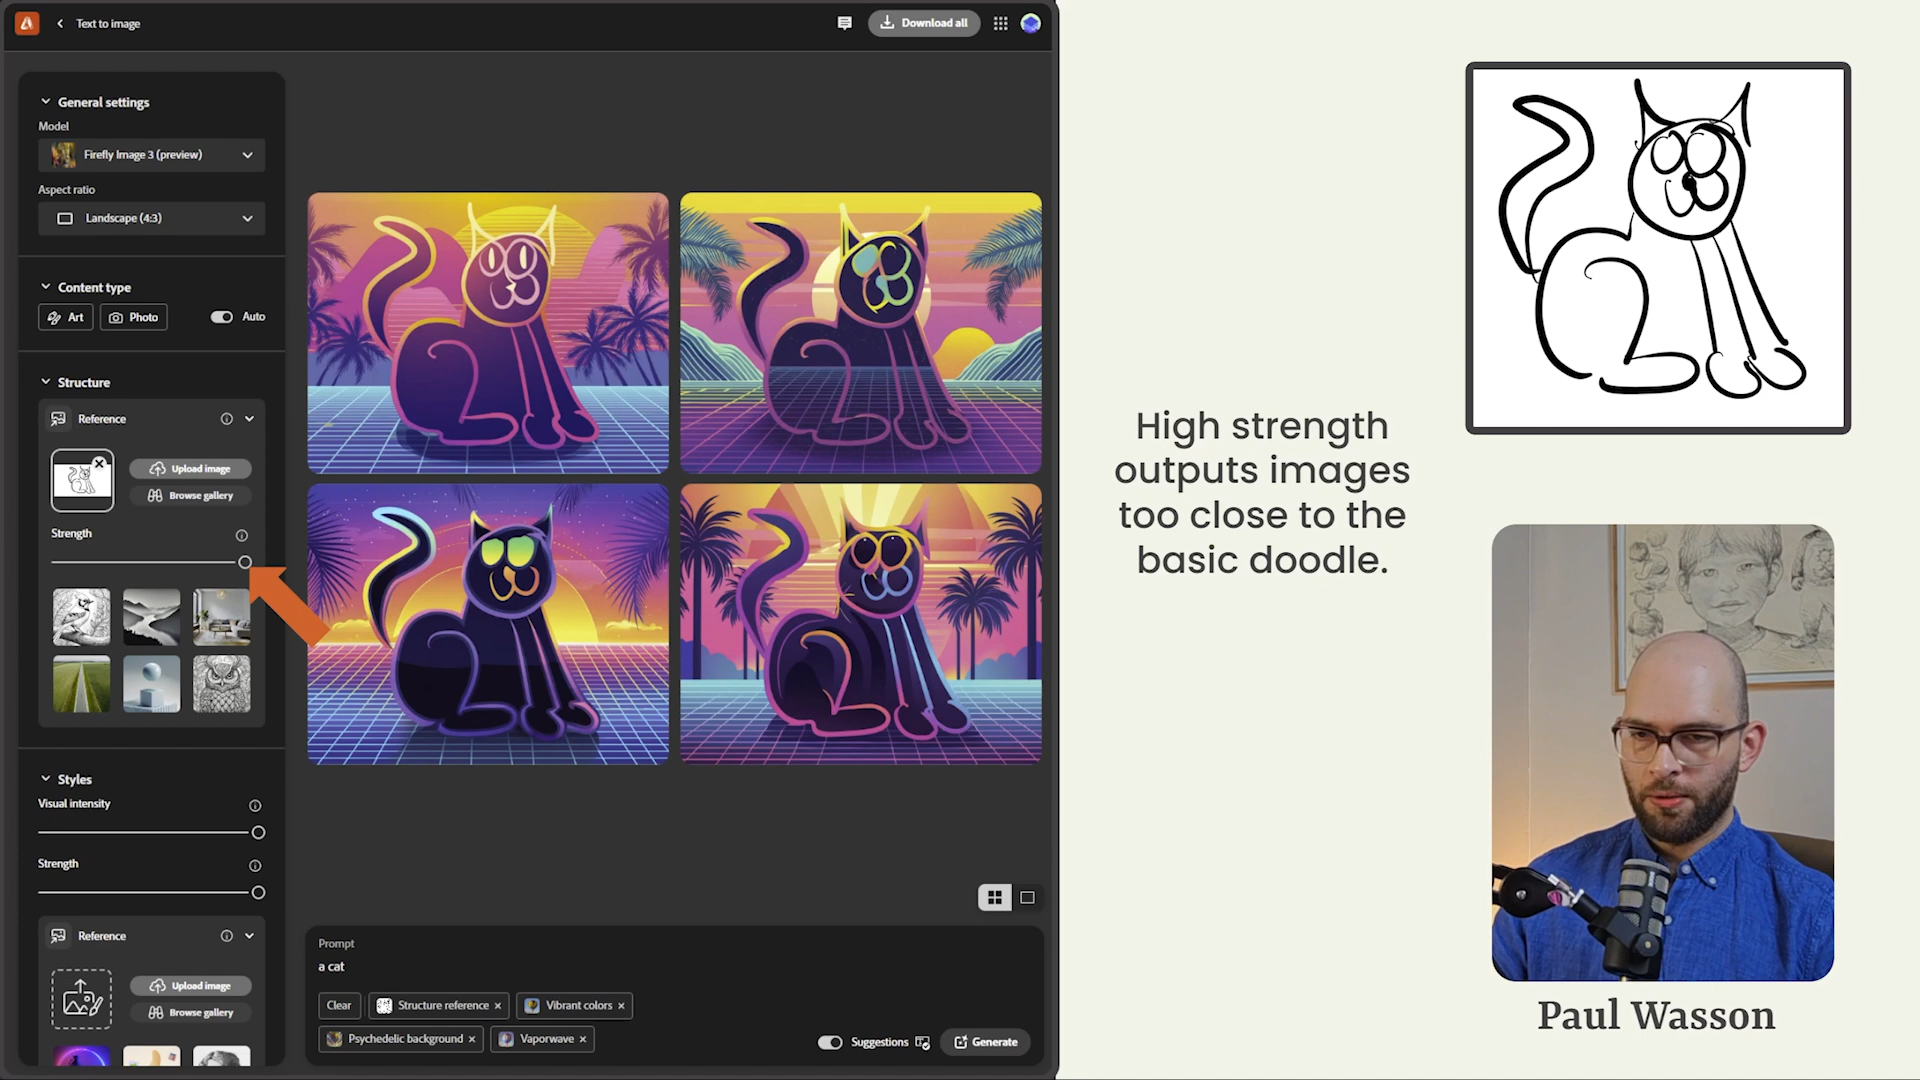 Text to image
Download all
General settings
Model
Firefly Image 3 (preview)
Aspect ratio
Landscape (4:3)
Content type
Art
Photo
Auto
Structure
Reference
Upload image
Browse gallery
Strength
Styles
Visual intensity
Strength
Reference
Upload image
Browse gallery
Prompt
a cat
Clear
Structure reference
Vibrant colors
Psychedelic background
Vaporwave
Suggestions
Generate
High strength
outputs images
too close to the
basic doodle.
Paul Wasson